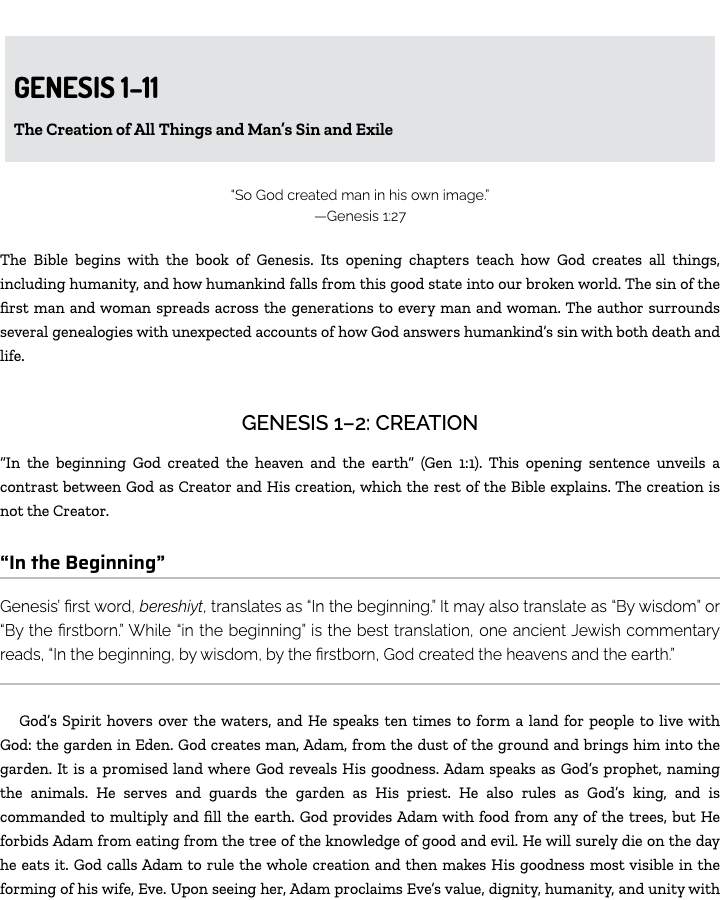 GENESIS 1–11
The Creation of All Things and Man’s Sin and Exile
“So God created man in his own image.”
—Genesis 1:27
The Bible begins with the book of Genesis. Its opening chapters teach how God creates all things,
including humanity, and how humankind falls from this good state into our broken world. The sin of the
first man and woman spreads across the generations to every man and woman. The author surrounds
several genealogies with unexpected accounts of how God answers humankind’s sin with both death and
life.
GENESIS 1–2: CREATION
“In the beginning God created the heaven and the earth” (Gen 1:1). This opening sentence unveils a
contrast between God as Creator and His creation, which the rest of the Bible explains. The creation is
not the Creator.
“In the Beginning”
Genesis’ first word, bereshiyt, translates as “In the beginning.” It may also translate as “By wisdom” or
“By the firstborn.” While “in the beginning” is the best translation, one ancient Jewish commentary
reads, “In the beginning, by wisdom, by the firstborn, God created the heavens and the earth.”
God’s Spirit hovers over the waters, and He speaks ten times to form a land for people to live with
God: the garden in Eden. God creates man, Adam, from the dust of the ground and brings him into the
garden. It is a promised land where God reveals His goodness. Adam speaks as God’s prophet, naming
the animals. He serves and guards the garden as His priest. He also rules as God’s king, and is
commanded to multiply and fill the earth. God provides Adam with food from any of the trees, but He
forbids Adam from eating from the tree of the knowledge of good and evil. He will surely die on the day
he eats it. God calls Adam to rule the whole creation and then makes His goodness most visible in the
forming of his wife, Eve. Upon seeing her, Adam proclaims Eve’s value, dignity, humanity, and unity with